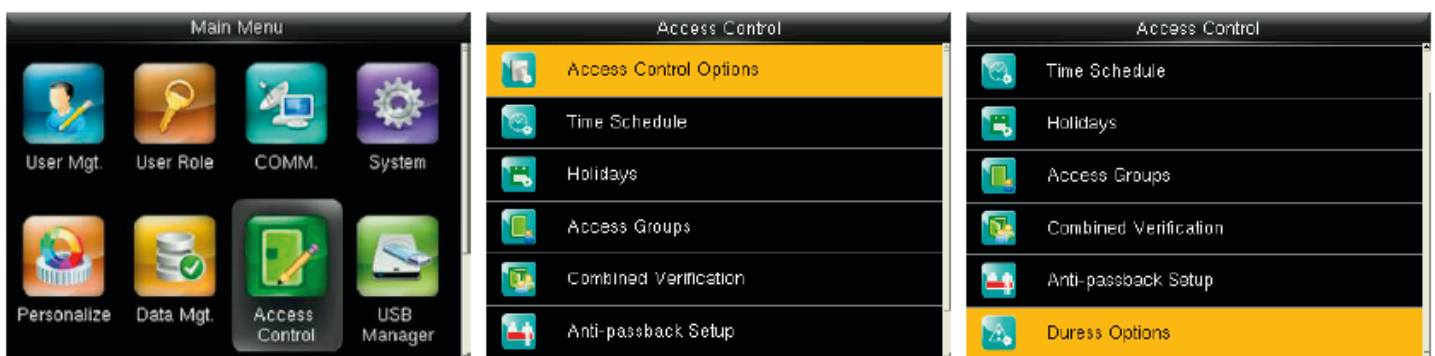 Main Menu
User Mgt.
User Role
COMM.
System
Personalize
Data Mgt.
Access
Control
USB
Manager
Access Control
Access Control Options
Time Schedule
Holidays
Access Groups
Combined Verification
Anti-passback Setup
Access Control
Time Schedule
Holidays
Access Groups
Combined Verification
Anti-passback Setup
Duress Options